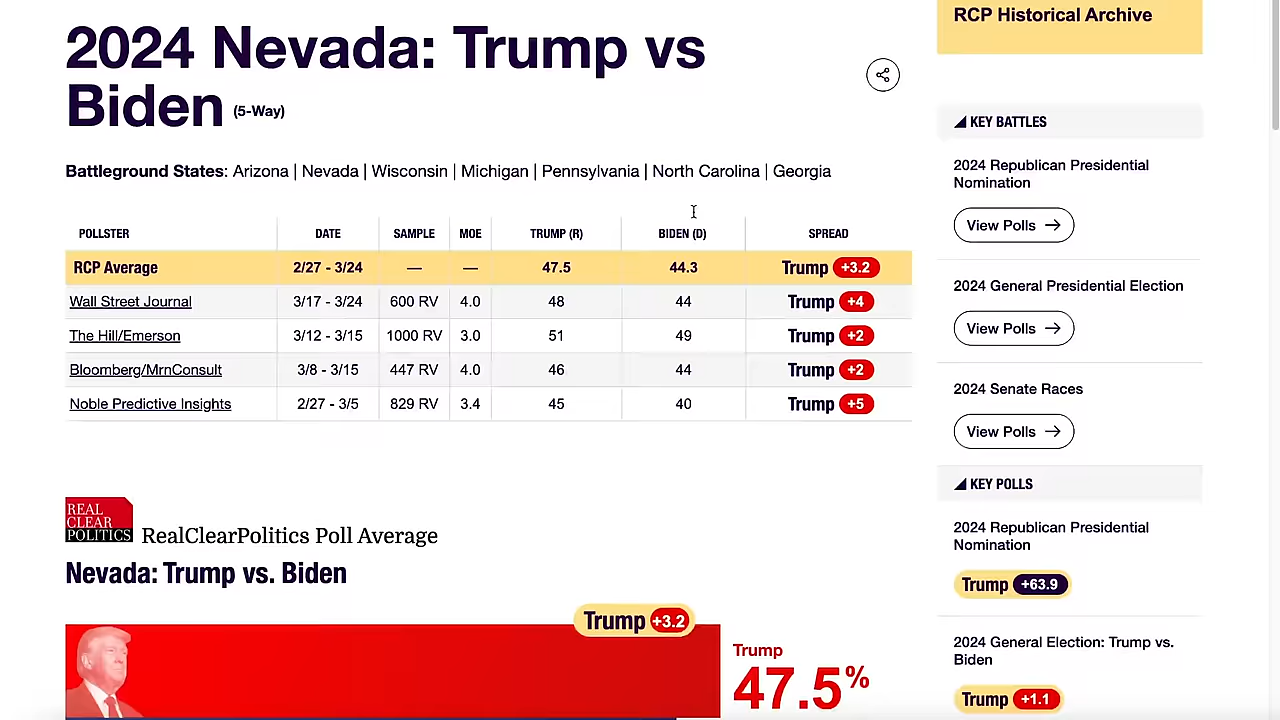 2024 Nevada: Trump vs
Biden (5-Way)
Battleground States: Arizona | Nevada | Wisconsin | Michigan | Pennsylvania | North Carolina | Georgia
POLLSTER DATE SAMPLE MOE TRUMP (R) BIDEN (D) SPREAD
RCP Average 2/27 - 3/24 — — 47.5 44.3 Trump +3.2
Wall Street Journal 3/17 - 3/24 600 RV 4.0 48 44 Trump +4
The Hill/Emerson 3/12 - 3/15 1000 RV 3.0 51 49 Trump +2
Bloomberg/MrnConsult 3/8 - 3/15 447 RV 4.0 46 44 Trump +2
Noble Predictive Insights 2/27 - 3/5 829 RV 3.4 45 40 Trump +5
REAL
CLEAR
POLITICS
RealClearPolitics Poll Average
Nevada: Trump vs. Biden
Trump +3.2
Trump
47.5%
RCP Historical Archive
KEY BATTLES
2024 Republican Presidential
Nomination
View Polls
2024 General Presidential Election
View Polls
2024 Senate Races
View Polls
KEY POLLS
2024 Republican Presidential
Nomination
Trump +63.9
2024 General Election: Trump vs.
Biden
Trump +1.1